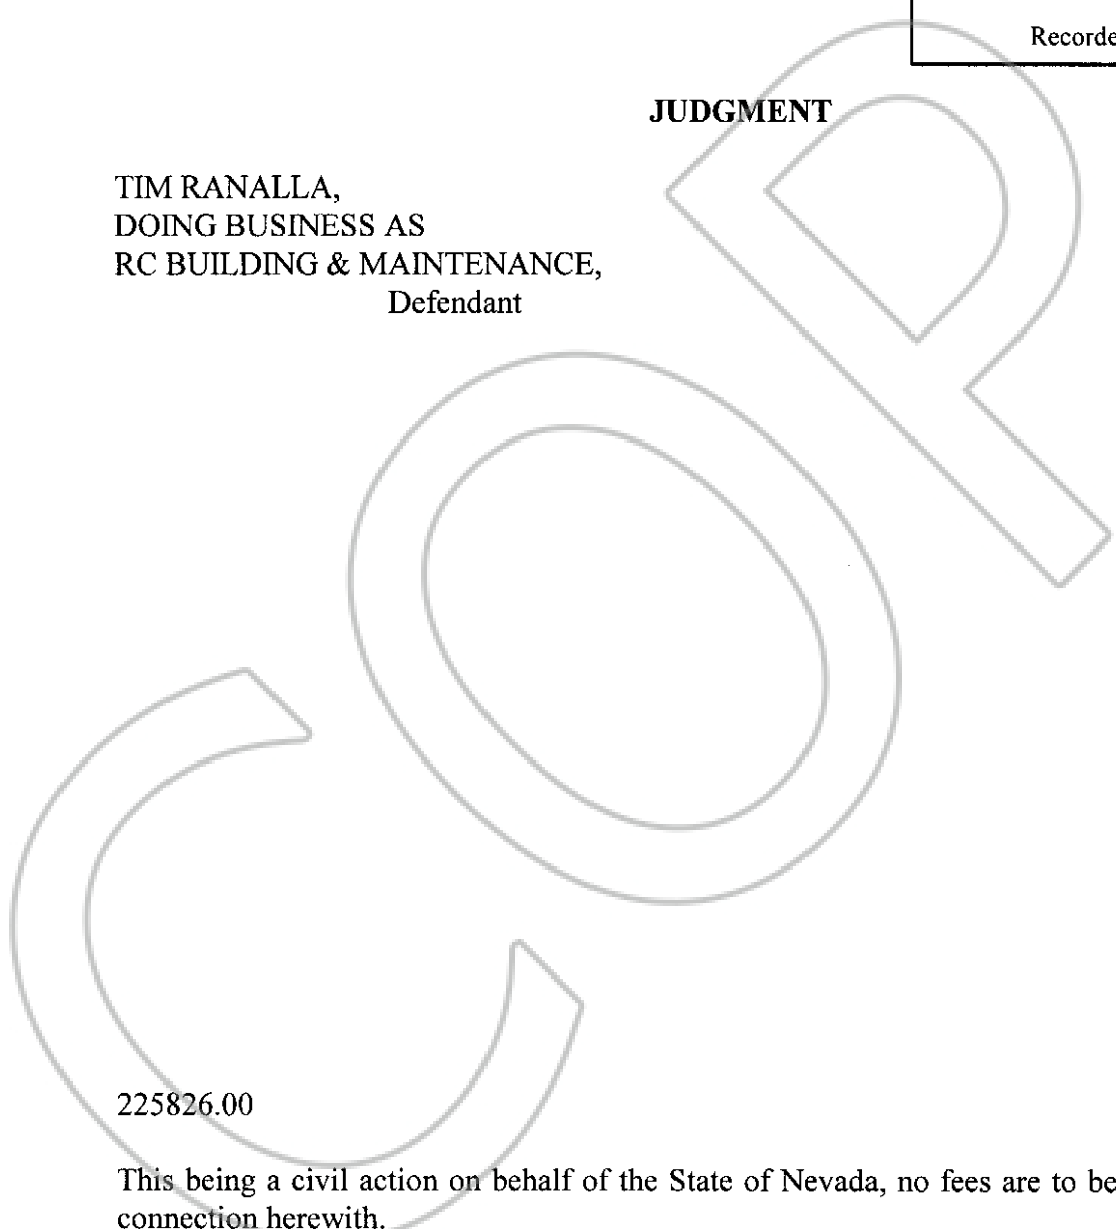 Recorde
JUDGMENT
TIM RANALLA,
DOING BUSINESS AS
RC BUILDING & MAINTENANCE,
Defendant
COP
225826.00
This being a civil action on behalf of the State of Nevada, no fees are to be
connection herewith.